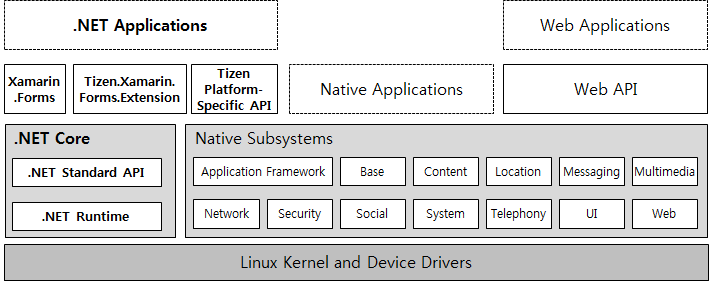 .NET Applications
Web Applications
Xamarin
.Forms
Tizen.Xamarin.
Forms.Extension
Tizen
Platform-
Specific API
Native Applications
Web API
.NET Core
.NET Standard API
.NET Runtime
Native Subsystems
Application Framework
Base
Content
Location
Messaging
Multimedia
Network
Security
Social
System
Telephony
UI
Web
Linux Kernel and Device Drivers